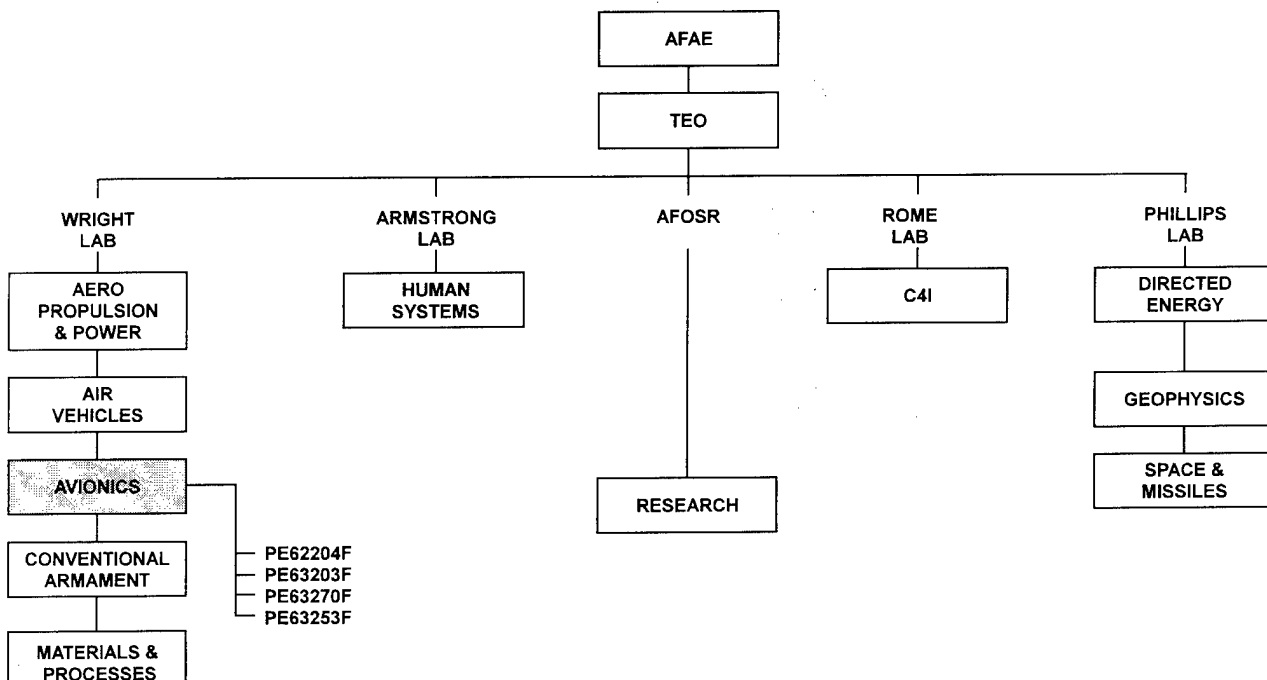 AFAE
TEO
WRIGHT
LAB
AERO
PROPULSION
& POWER
AIR
VEHICLES
AVIONICS
CONVENTIONAL
ARMAMENT
MATERIALS &
PROCESSES
PE62204F
PE63203F
PE63270F
PE63253F
ARMSTRONG
LAB
HUMAN
SYSTEMS
AFOSR
RESEARCH
ROME
LAB
C4I
PHILLIPS
LAB
DIRECTED
ENERGY
GEOPHYSICS
SPACE &
MISSILES